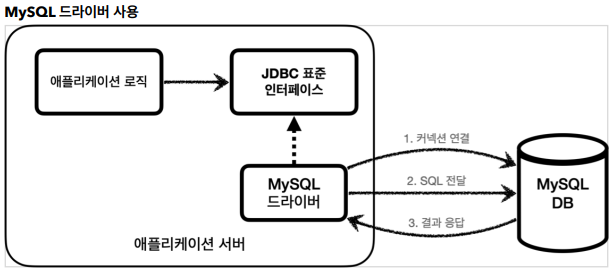 MySQL 드라이버 사용
애플리케이션 로직
JDBC 표준
인터페이스
1. 커넥션 연결
MySQL
드라이버
2. SQL 전달
MySQL
DB
3. 결과 응답
애플리케이션 서버